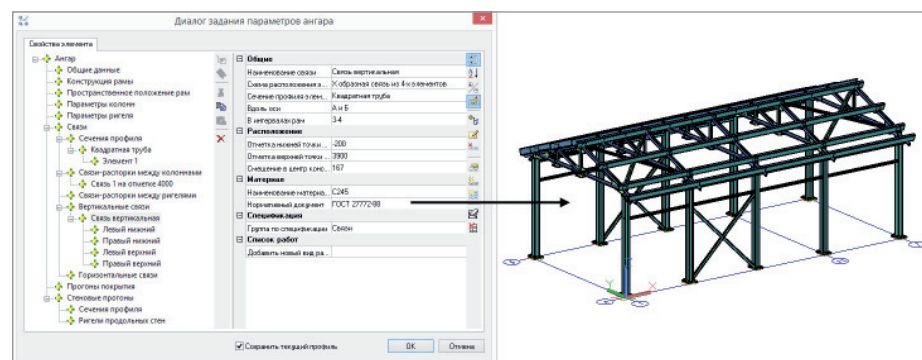 Диалог задания параметров ангара
Свойства элемента
Ангар
Общие данные
Конструкция рамы
Пространственное положение рам
Параметры колонн
Параметры ригеля
Связи
Сечения профиля
Квадратная труба
Элемент 1
Связи-распорки между колоннами
Связь 1 на отметке 4000
Связи-распорки между ригелями
Вертикальные связи
Связь вертикальная
Левый нижний
Правый нижний
Левый верхний
Правый верхний
Горизонтальные связи
Прогоны покрытия
Стеновые прогоны
Сечения профиля
Ригели продольных стен
Общие
Наименование связи Связь вертикальная
Схема расположения э... Х-образная связь из 4-х элементов
Сечение профиля элем... Квадратная труба
Вдоль оси А и Б
В интервалах рам 3-4
Расположение
Отметка нижней точки ... -200
Отметка верхней точки ... 3900
Смещение в центр конс... 167
Материал
Наименование материа... С245
Нормативный документ ГОСТ 27772-88
Спецификация
Группа по спецификации Связи
Список работ
Добавить новый вид ра...
Сохранить текущий профиль
OK
Отмена
Y
X